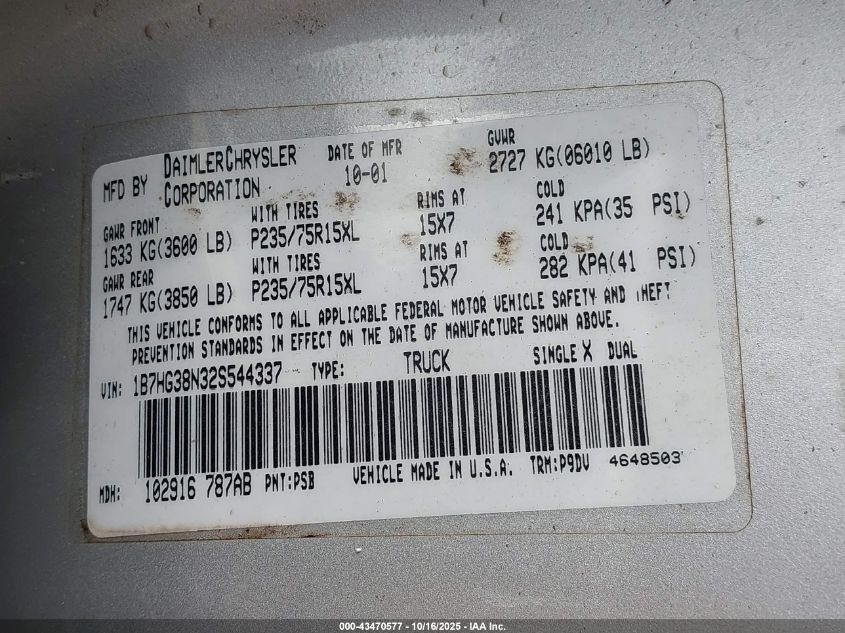 MFD BY DAIMLERCHRYSLER CORPORATION DATE OF MFR 10-01 GVWR 2727 KG(06010 LB)
GAWR FRONT WITH TIRES RIMS AT COLD
1633 KG(3600 LB) P235/75R15XL 15X7 241 KPA(35 PSI)
GAWR REAR WITH TIRES RIMS AT COLD
1747 KG(3850 LB) P235/75R15XL 15X7 282 KPA(41 PSI)
THIS VEHICLE CONFORMS TO ALL APPLICABLE FEDERAL MOTOR VEHICLE SAFETY AND THEFT
PREVENTION STANDARDS IN EFFECT ON THE DATE OF MANUFACTURE SHOWN ABOVE.
VIN: 1B7HG38N32S544337 TYPE: TRUCK SINGLE X DUAL
MDH: 102916 787AB PNT:PSB VEHICLE MADE IN U.S.A. TRM:P9DV 4648503
000-43470577 - 10/16/2025 - IAA Inc.